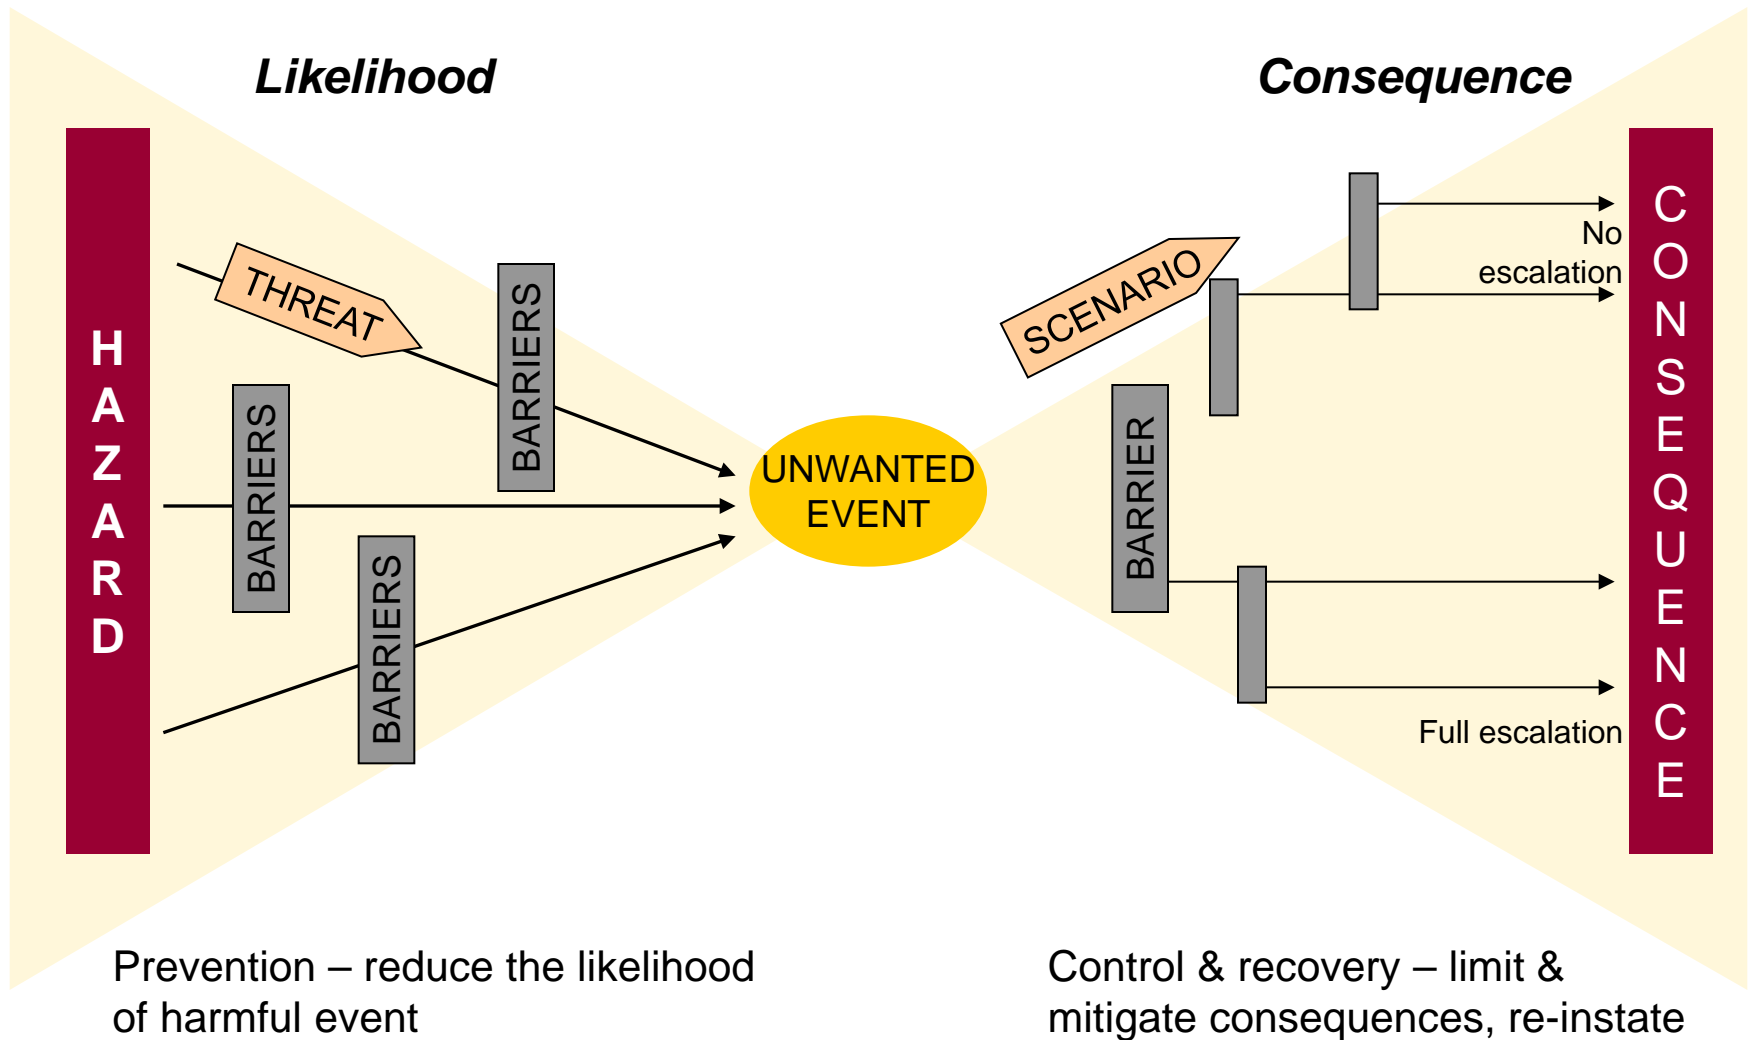 Likelihood
Consequence
HAZARD
THREAT
BARRIERS
BARRIERS
BARRIERS
UNWANTED
EVENT
SCENARIO
BARRIER
No
escalation
Full escalation
CONSEQUENCE
Prevention – reduce the likelihood
of harmful event
Control & recovery – limit &
mitigate consequences, re-instate